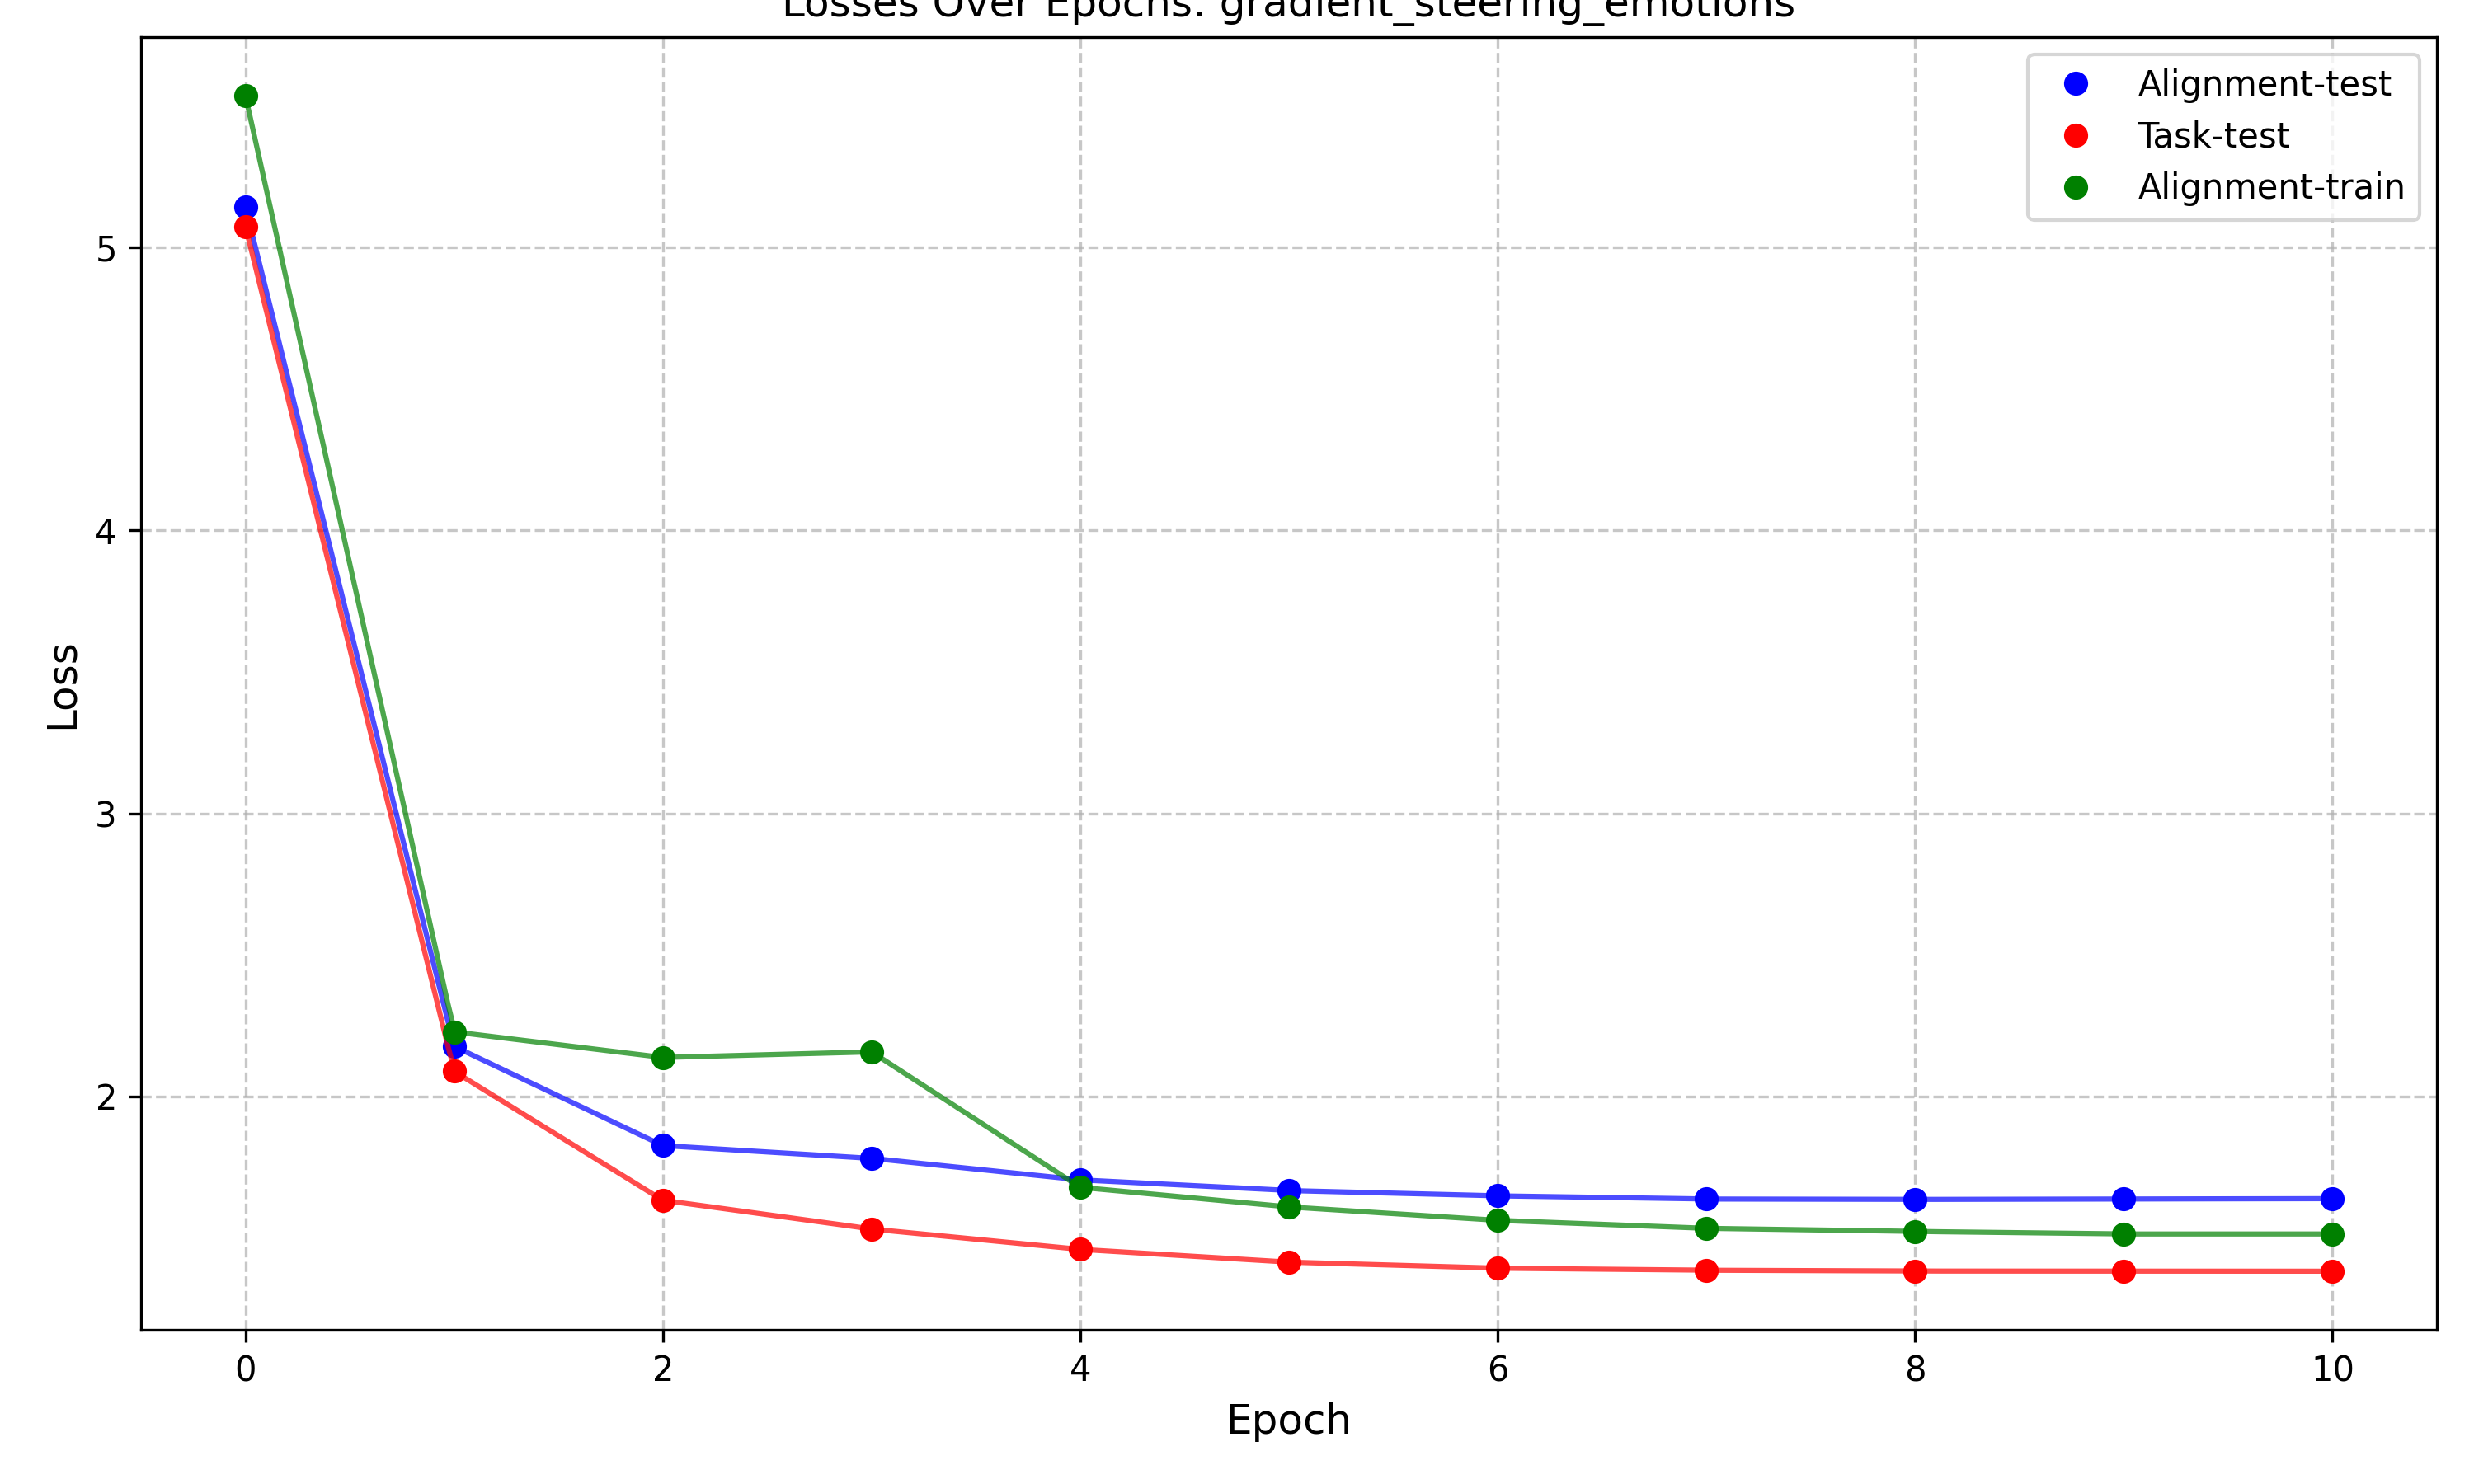 Losses Over Epochs: gradient_steering_emotions
Alignment-test
Task-test
Alignment-train
5
4
3
2
Loss
0 2 4 6 8 10
Epoch